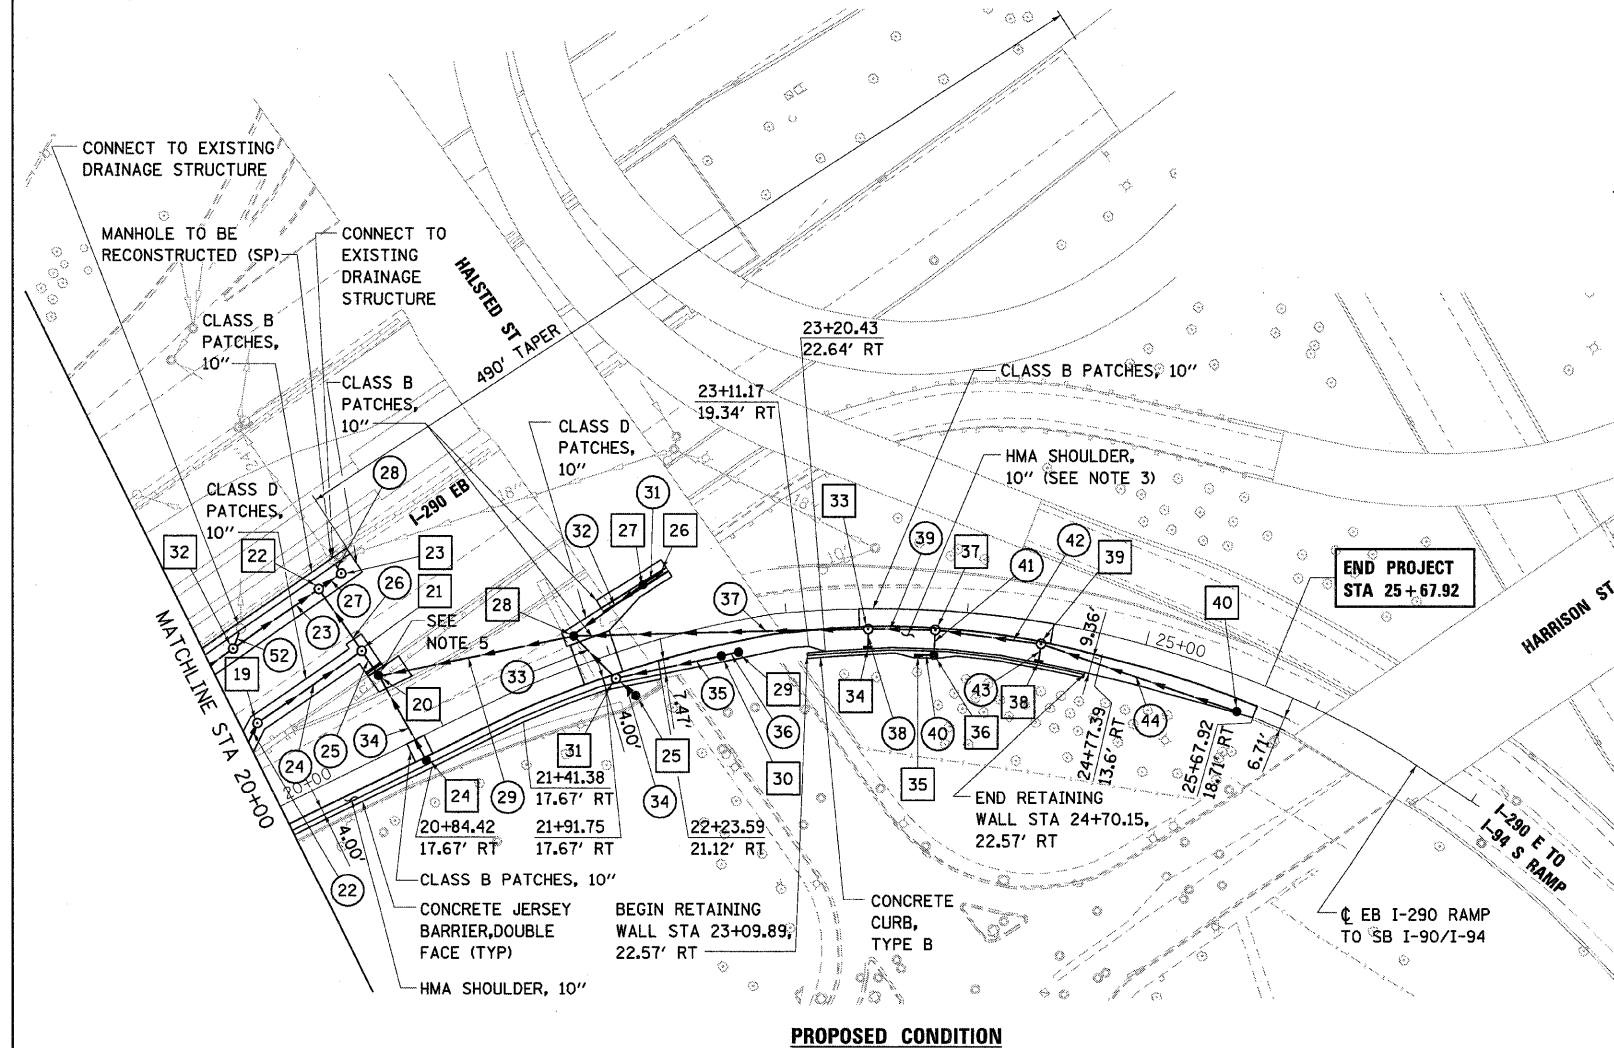 CONNECT TO EXISTING
DRAINAGE STRUCTURE
MANHOLE TO BE
RECONSTRUCTED (SP)
CONNECT TO
EXISTING
DRAINAGE
STRUCTURE
HALSTED ST
490' TAPER
CLASS B
PATCHES,
10"
CLASS B
PATCHES,
10"
CLASS D
PATCHES,
10"
CLASS D
PATCHES,
10"
I-290 EB
18'
23+20.43
22.64' RT
23+11.17
19.34' RT
CLASS B PATCHES, 10"
HMA SHOULDER,
10" (SEE NOTE 3)
END PROJECT
STA 25+67.92
HARRISON ST
28
31
32
27
26
33
39
37
41
42
39
40
32
22
23
26
21
27
23
52
19
SEE
NOTE 5
28
37
33
20
34
25
24
29
24
22
31
25
34
35
36
29
30
34
38
35
40
36
43
38
44
9.36'
25+00
20+00
MATCHLINE STA 20+00
4.00'
4.00'
7.47'
6.71'
24+77.39
13.6' RT
25+67.92
18.71' RT
21+41.38
17.67' RT
20+84.42
17.67' RT
21+91.75
17.67' RT
22+23.59
21.12' RT
END RETAINING
WALL STA 24+70.15,
22.57' RT
CLASS B PATCHES, 10"
CONCRETE JERSEY
BARRIER,DOUBLE
FACE (TYP)
HMA SHOULDER, 10"
BEGIN RETAINING
WALL STA 23+09.89,
22.57' RT
CONCRETE
CURB,
TYPE B
I-290 E TO
I-94 S RAMP
℄ EB I-290 RAMP
TO SB I-90/I-94
PROPOSED CONDITION